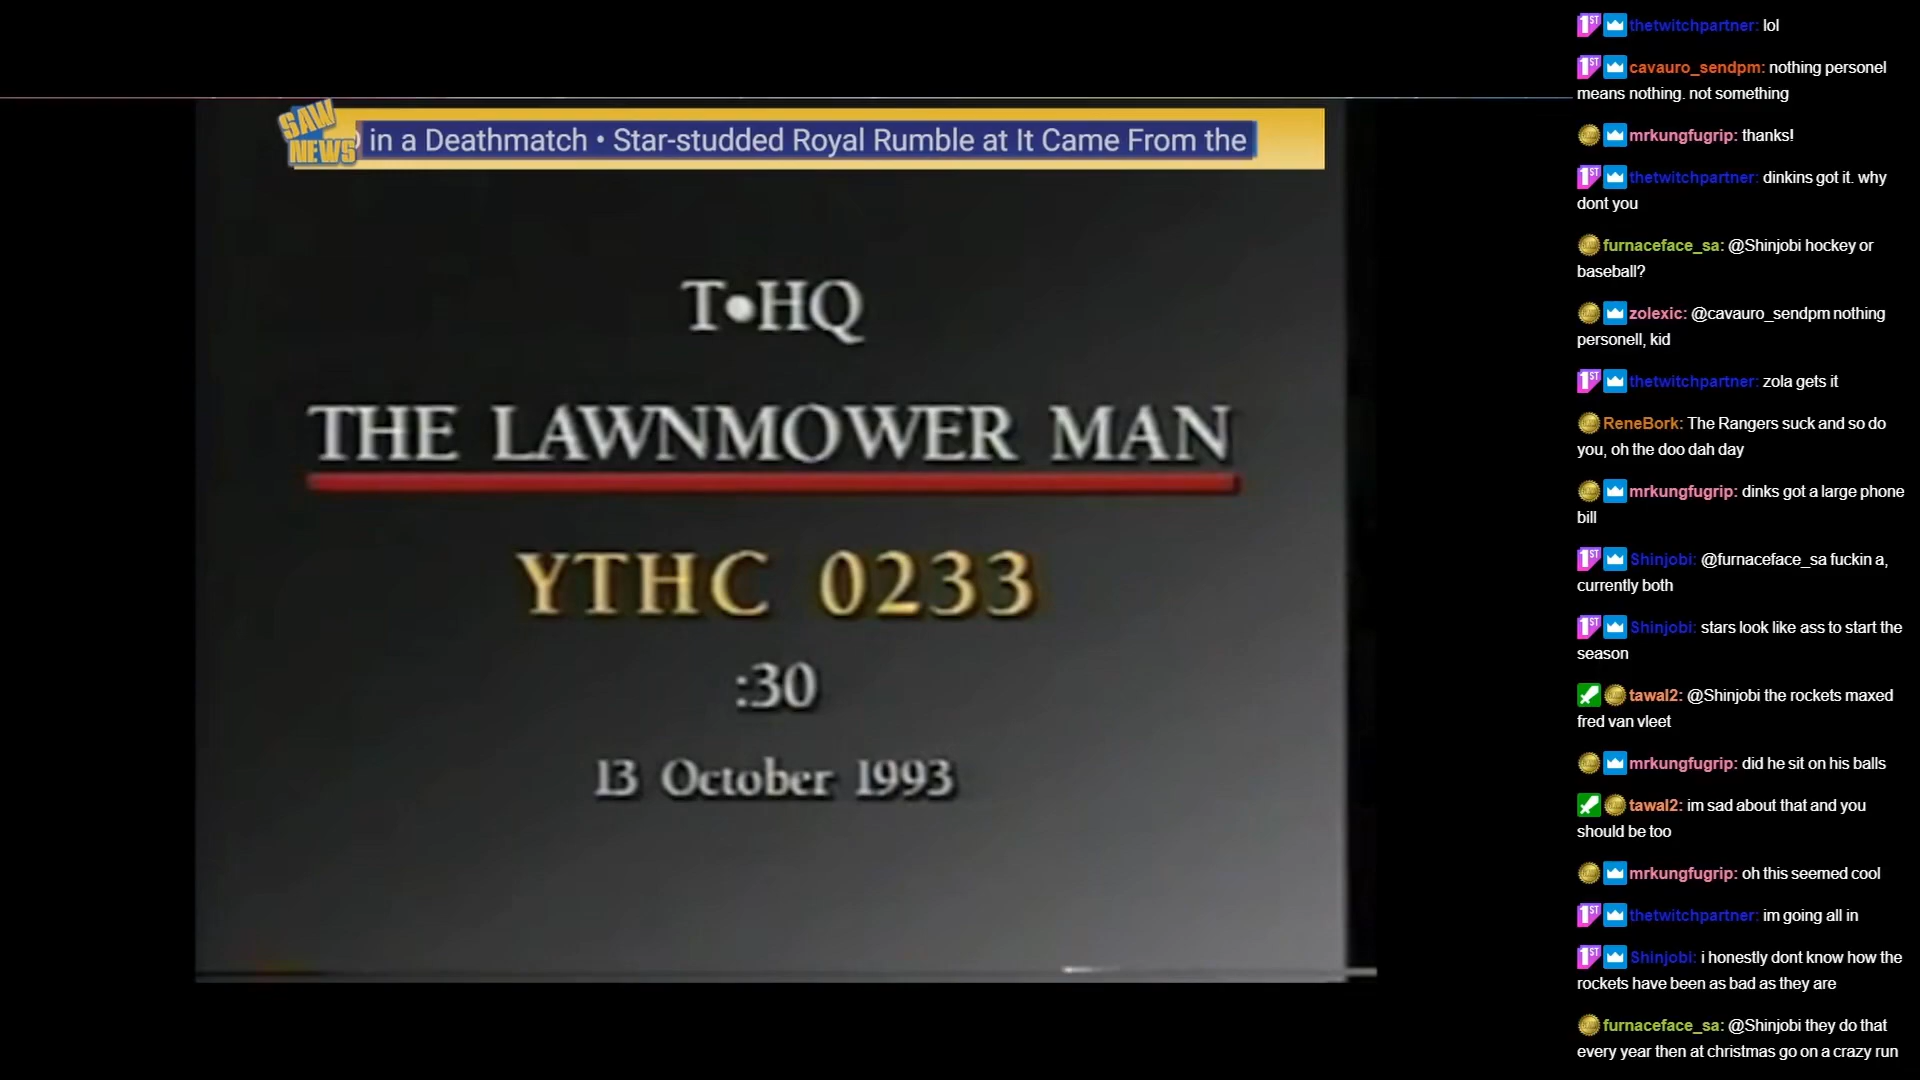 SAW
NEWS
in a Deathmatch • Star-studded Royal Rumble at It Came From the
T•HQ
THE LAWNMOWER MAN
YTHC 0233
:30
13 October 1993
thetwitchpartner: lol
cavauro_sendpm: nothing personel
means nothing. not something
mrkungfugrip: thanks!
thetwitchpartner: dinkins got it. why
dont you
furnaceface_sa: @Shinjobi hockey or
baseball?
zolexic: @cavauro_sendpm nothing
personell, kid
thetwitchpartner: zola gets it
ReneBork: The Rangers suck and so do
you, oh the doo dah day
mrkungfugrip: dinks got a large phone
bill
Shinjobi: @furnaceface_sa fuckin a,
currently both
Shinjobi: stars look like ass to start the
season
tawal2: @Shinjobi the rockets maxed
fred van vleet
mrkungfugrip: did he sit on his balls
tawal2: im sad about that and you
should be too
mrkungfugrip: oh this seemed cool
thetwitchpartner: im going all in
Shinjobi: i honestly dont know how the
rockets have been as bad as they are
furnaceface_sa: @Shinjobi they do that
every year then at christmas go on a crazy run